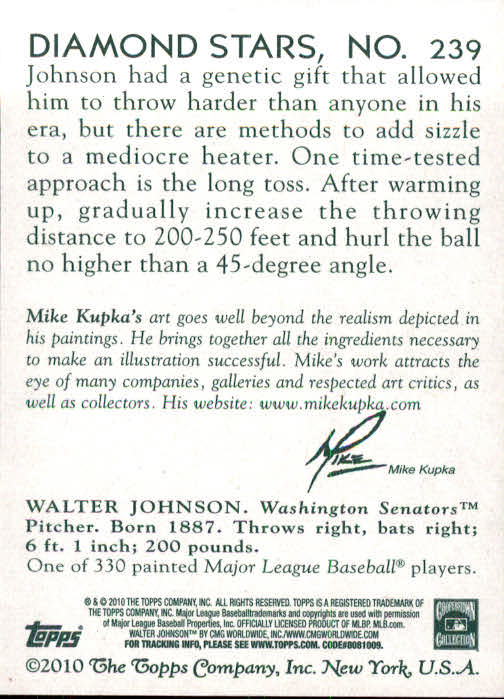 DIAMOND STARS, NO. 239
Johnson had a genetic gift that allowed
him to throw harder than anyone in his
era, but there are methods to add sizzle
to a mediocre heater. One time-tested
approach is the long toss. After warming
up, gradually increase the throwing
distance to 200-250 feet and hurl the ball
no higher than a 45-degree angle.
Mike Kupka's art goes well beyond the realism depicted in
his paintings. He brings together all the ingredients necessary
to make an illustration successful. Mike's work attracts the
eye of many companies, galleries and respected art critics, as
well as collectors. His website: www.mikekupka.com
MIKE
Mike Kupka
WALTER JOHNSON. Washington Senators™
Pitcher. Born 1887. Throws right, bats right;
6 ft. 1 inch; 200 pounds.
One of 330 painted Major League Baseball® players.
® & © 2010 THE TOPPS COMPANY, INC. ALL RIGHTS RESERVED. TOPPS IS A REGISTERED TRADEMARK OF
THE TOPPS COMPANY, INC. Major League Baseballtrademarks and copyrights are used with permission
of Major League Baseball Properties, Inc. OFFICIALLY LICENSED PRODUCT OF MLBP. MLB.com.
WALTER JOHNSON™ BY CMG WORLDWIDE, INC./WWW.CMGWORLDWIDE.COM
FOR TRACKING INFO, PLEASE SEE WWW.TOPPS.COM. CODE#8081009.
Topps
COOPERSTOWN
COLLECTION
©2010 The Topps Company, Inc. New York, U.S.A.